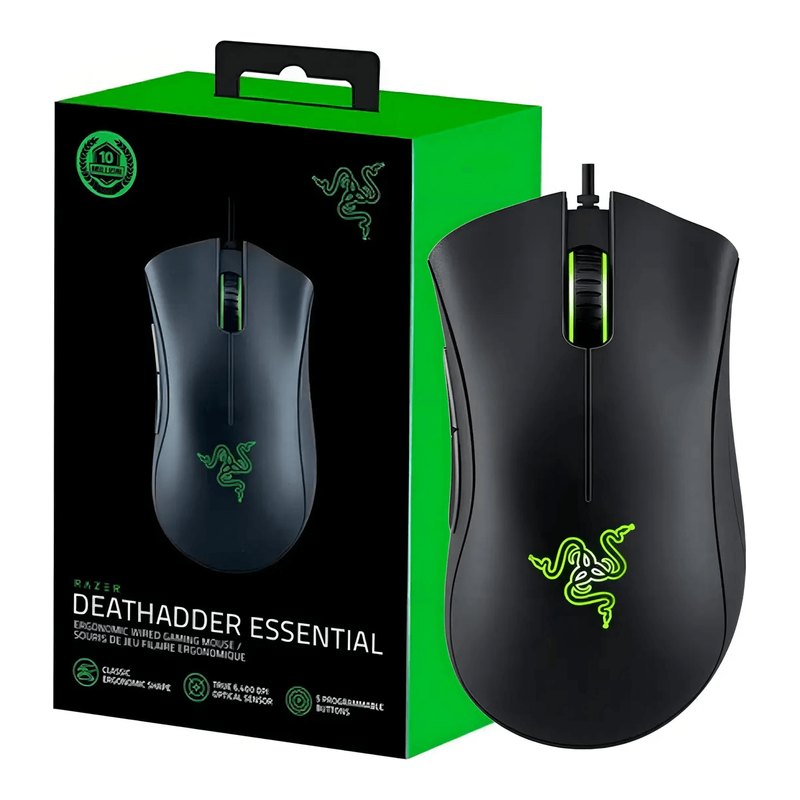 10
MILLION
RAZER
DEATHADDER ESSENTIAL
ERGONOMIC WIRED GAMING MOUSE /
SOURIS DE JEU FILAIRE ERGONOMIQUE
CLASSIC
ERGONOMIC SHAPE
TRUE 6,400 DPI
OPTICAL SENSOR
5 PROGRAMMABLE
BUTTONS